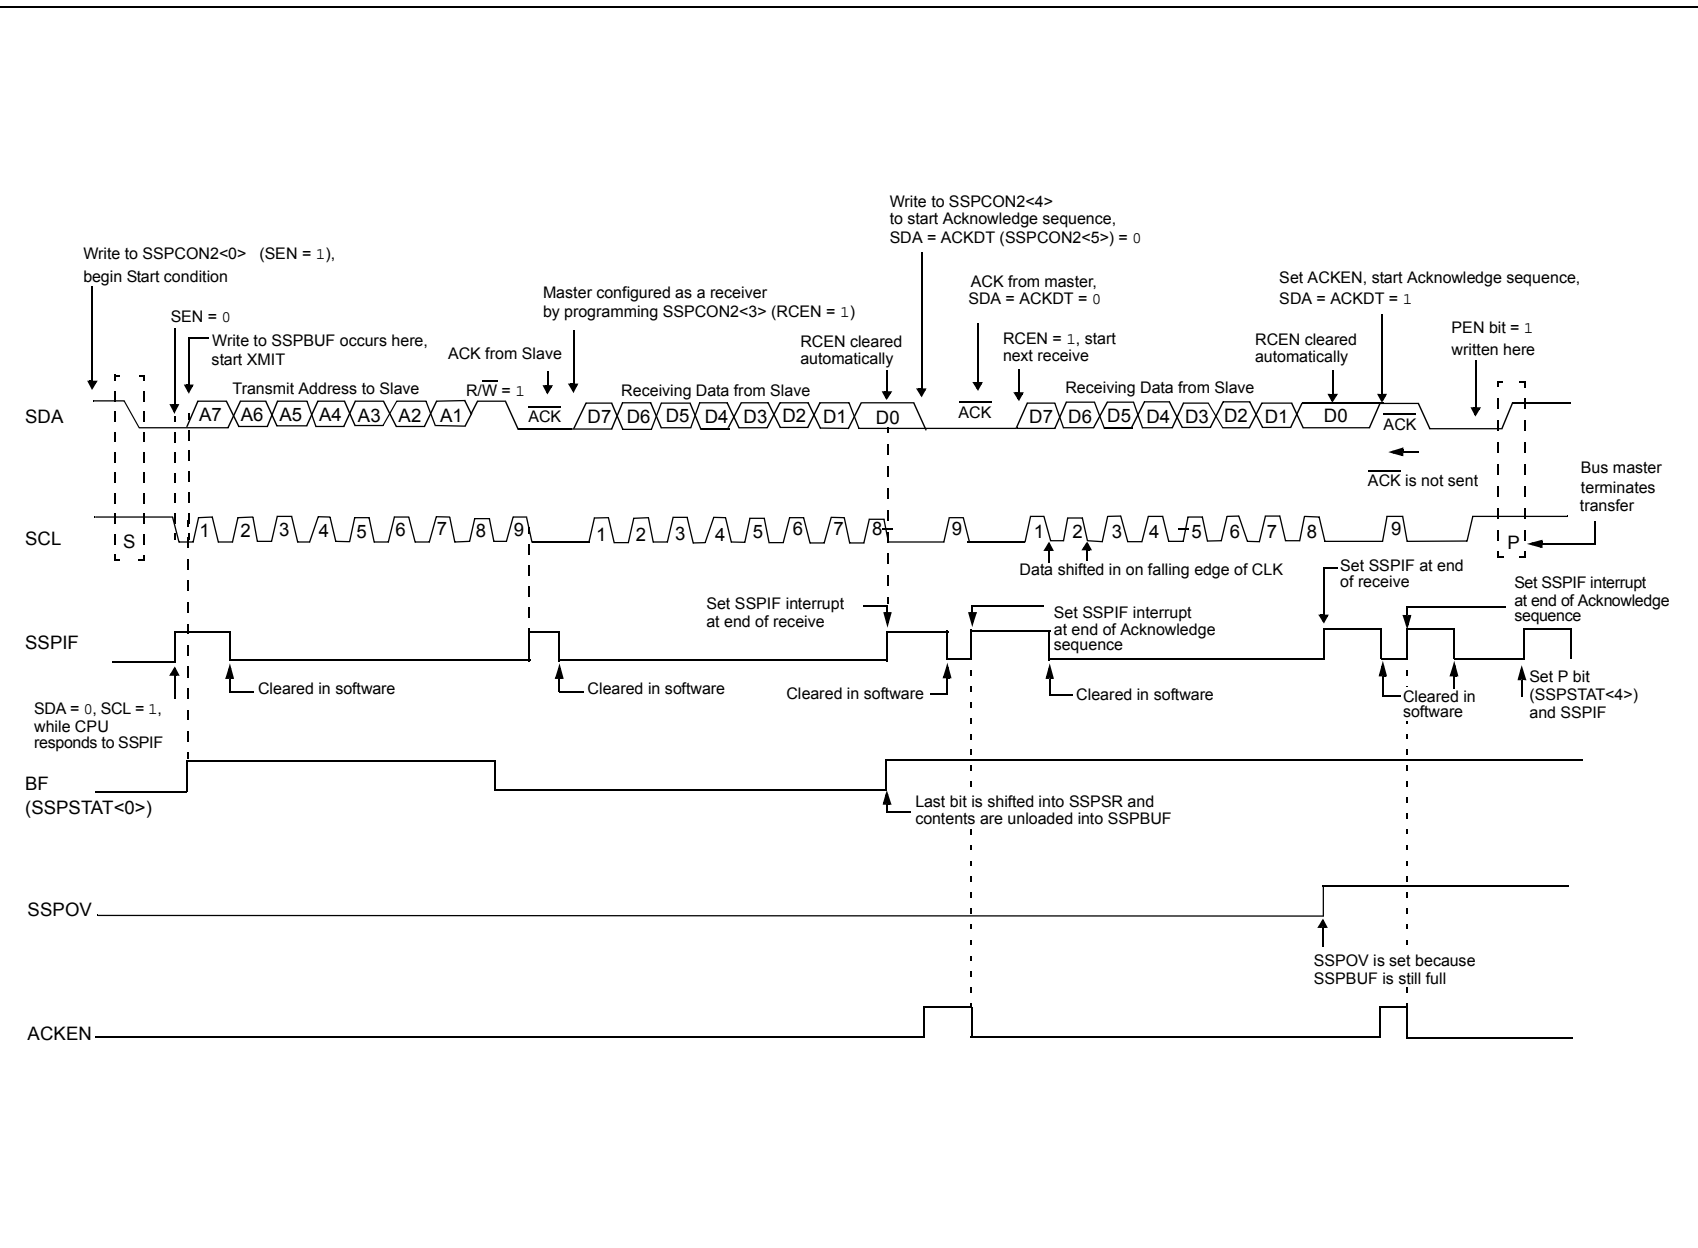 Write to SSPCON2<4>
to start Acknowledge sequence,
SDA = ACKDT (SSPCON2<5>) = 0
Write to SSPCON2<0> (SEN = 1),
begin Start condition
ACK from master,
SDA = ACKDT = 0
Set ACKEN, start Acknowledge sequence,
SDA = ACKDT = 1
Master configured as a receiver
by programming SSPCON2<3> (RCEN = 1)
SEN = 0
Write to SSPBUF occurs here,
start XMIT
ACK from Slave
RCEN cleared
automatically
RCEN = 1, start
next receive
RCEN cleared
automatically
PEN bit = 1
written here
Transmit Address to Slave
R/W = 1
Receiving Data from Slave
Receiving Data from Slave
SDA
A7 A6 A5 A4 A3 A2 A1
ACK
D7 D6 D5 D4 D3 D2 D1 D0
ACK
D7 D6 D5 D4 D3 D2 D1 D0
ACK
ACK is not sent
Bus master
terminates
transfer
SCL
S
1 2 3 4 5 6 7 8 9
1 2 3 4 5 6 7 8 9
1 2 3 4 5 6 7 8 9
P
Data shifted in on falling edge of CLK
Set SSPIF interrupt
at end of receive
Set SSPIF interrupt
at end of Acknowledge
sequence
Set SSPIF at end
of receive
Set SSPIF interrupt
at end of Acknowledge
sequence
SSPIF
Cleared in software
Cleared in software
Cleared in software
Cleared in software
Cleared in
software
Set P bit
(SSPSTAT<4>)
and SSPIF
SDA = 0, SCL = 1,
while CPU
responds to SSPIF
BF
(SSPSTAT<0>)
Last bit is shifted into SSPSR and
contents are unloaded into SSPBUF
SSPOV
SSPOV is set because
SSPBUF is still full
ACKEN